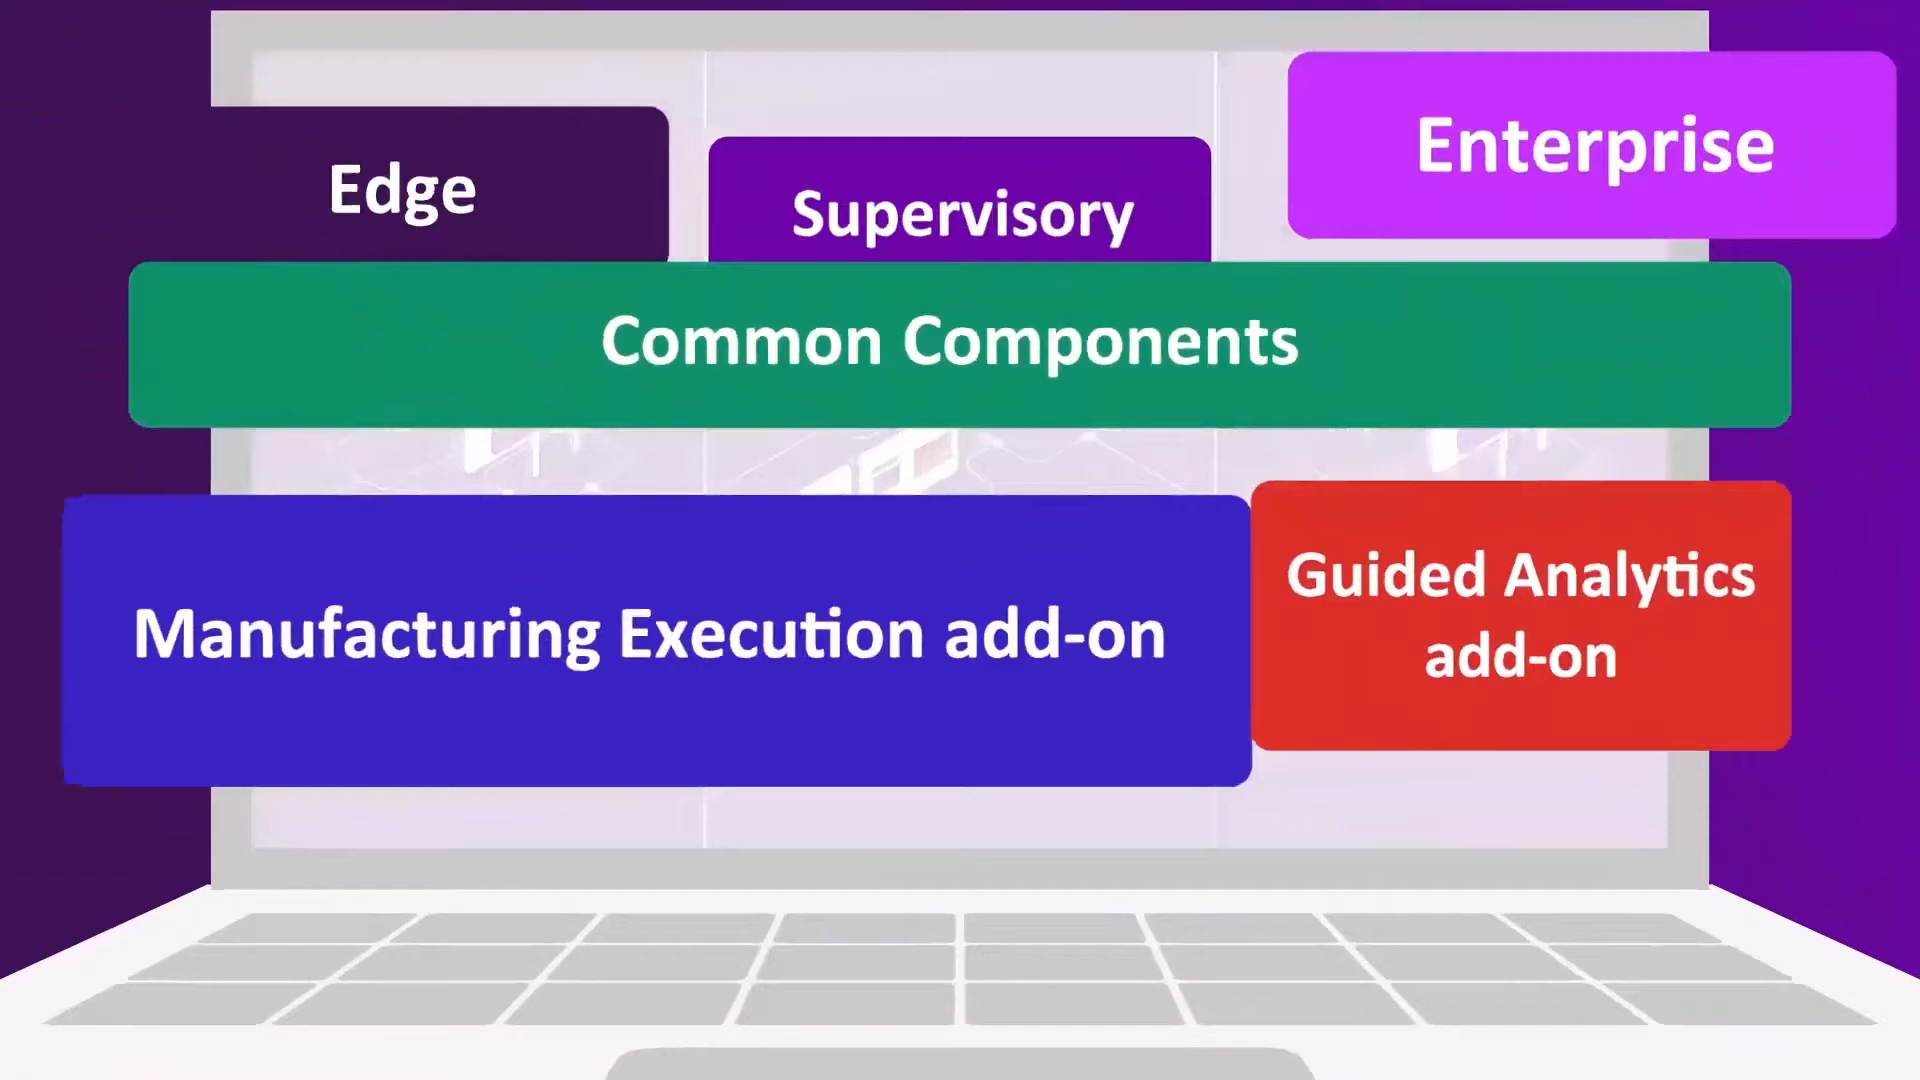 Edge
Supervisory
Enterprise
Common Components
Manufacturing Execution add-on
Guided Analytics
add-on